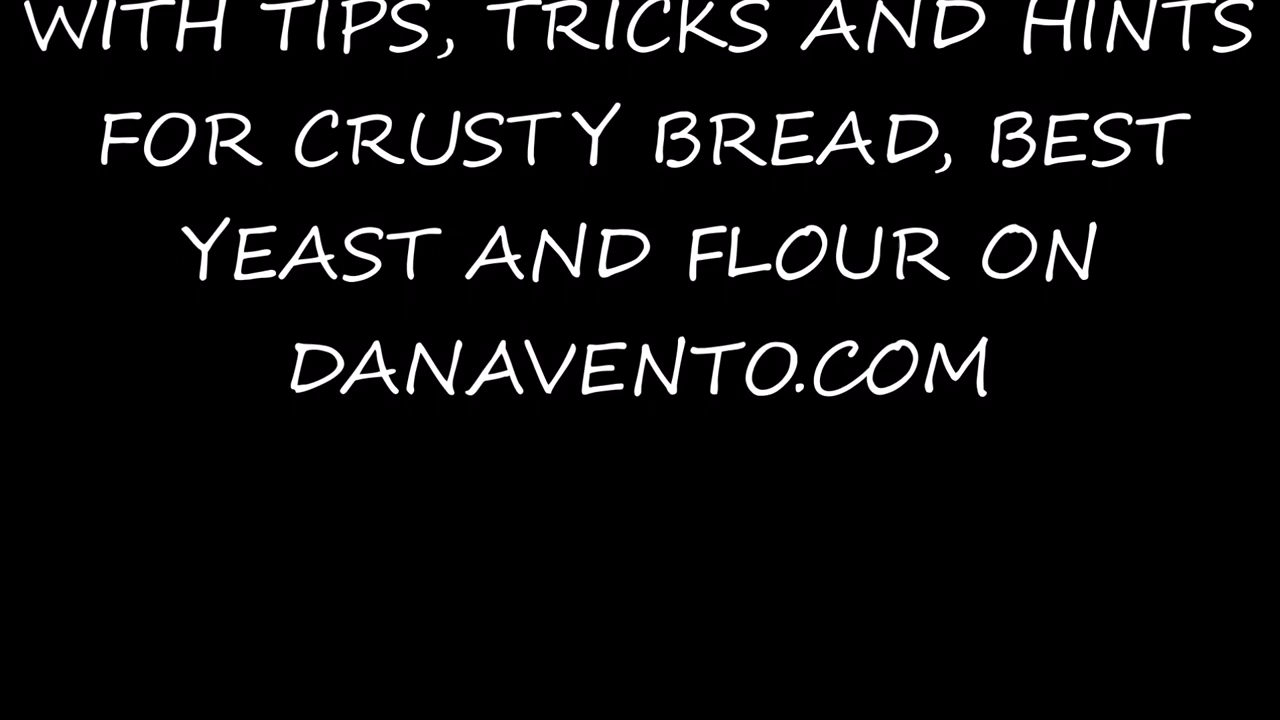 WITH TIPS, TRICKS AND HINTS
FOR CRUSTY BREAD, BEST
YEAST AND FLOUR ON
DANAVENTO.COM